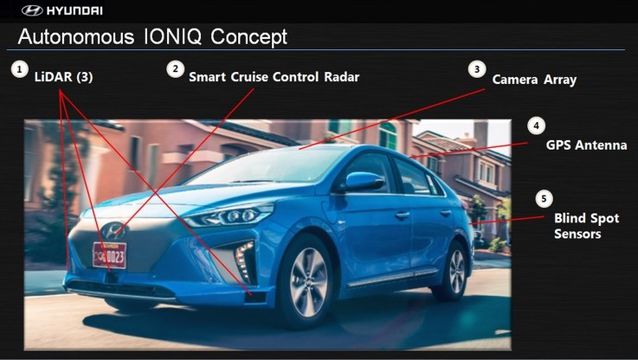 HYUNDAI
Autonomous IONIQ Concept
1 LiDAR (3)
2 Smart Cruise Control Radar
3 Camera Array
4 GPS Antenna
5 Blind Spot
Sensors
0023